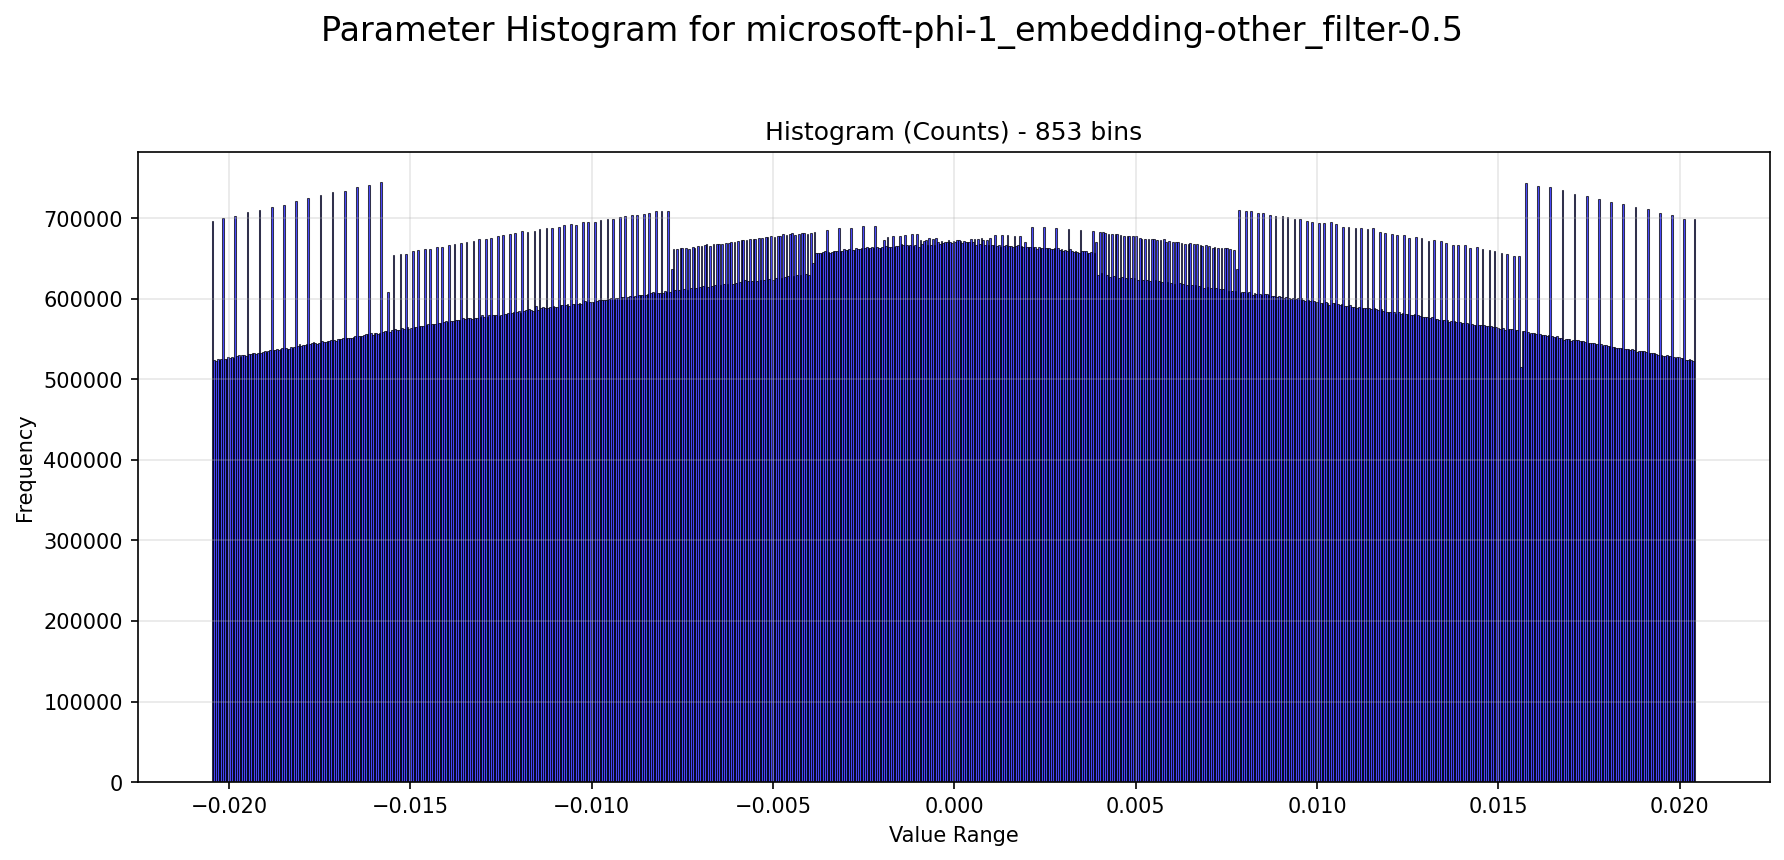 Parameter Histogram for microsoft-phi-1_embedding-other_filter-0.5
Histogram (Counts) - 853 bins
Frequency
700000
600000
500000
400000
300000
200000
100000
0
−0.020 −0.015 −0.010 −0.005 0.000 0.005 0.010 0.015 0.020
Value Range